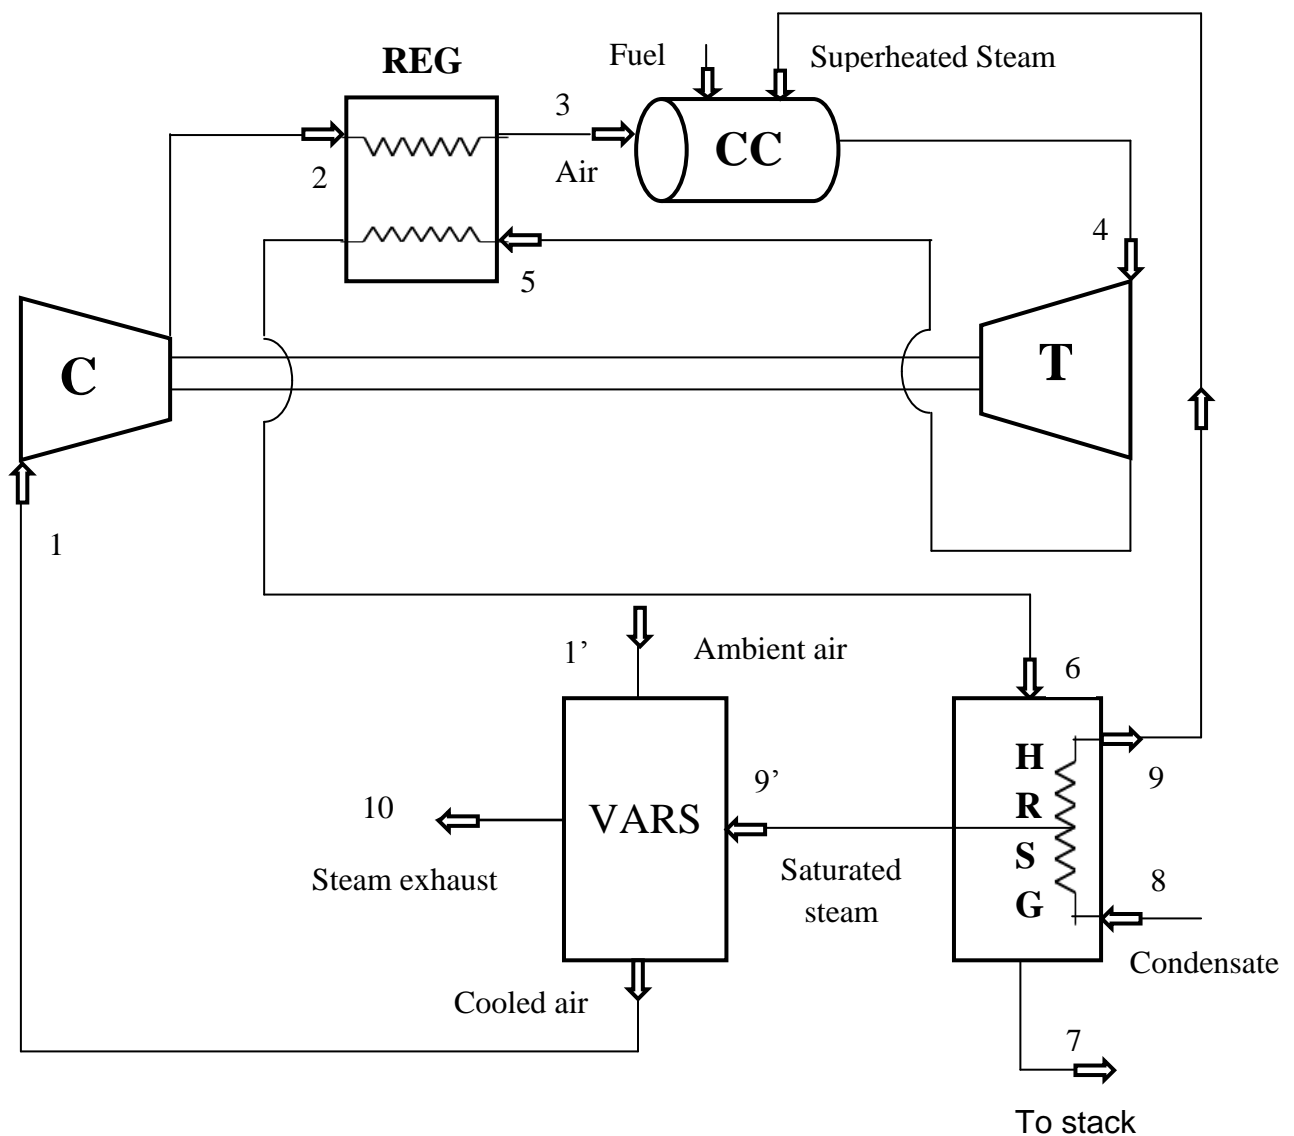 Fuel
Superheated Steam
REG
3
CC
2
Air
4
5
C
T
1
1’
Ambient air
6
H
R
S
G
9
9’
10
VARS
Steam exhaust
Saturated
steam
8
Condensate
Cooled air
7
To stack